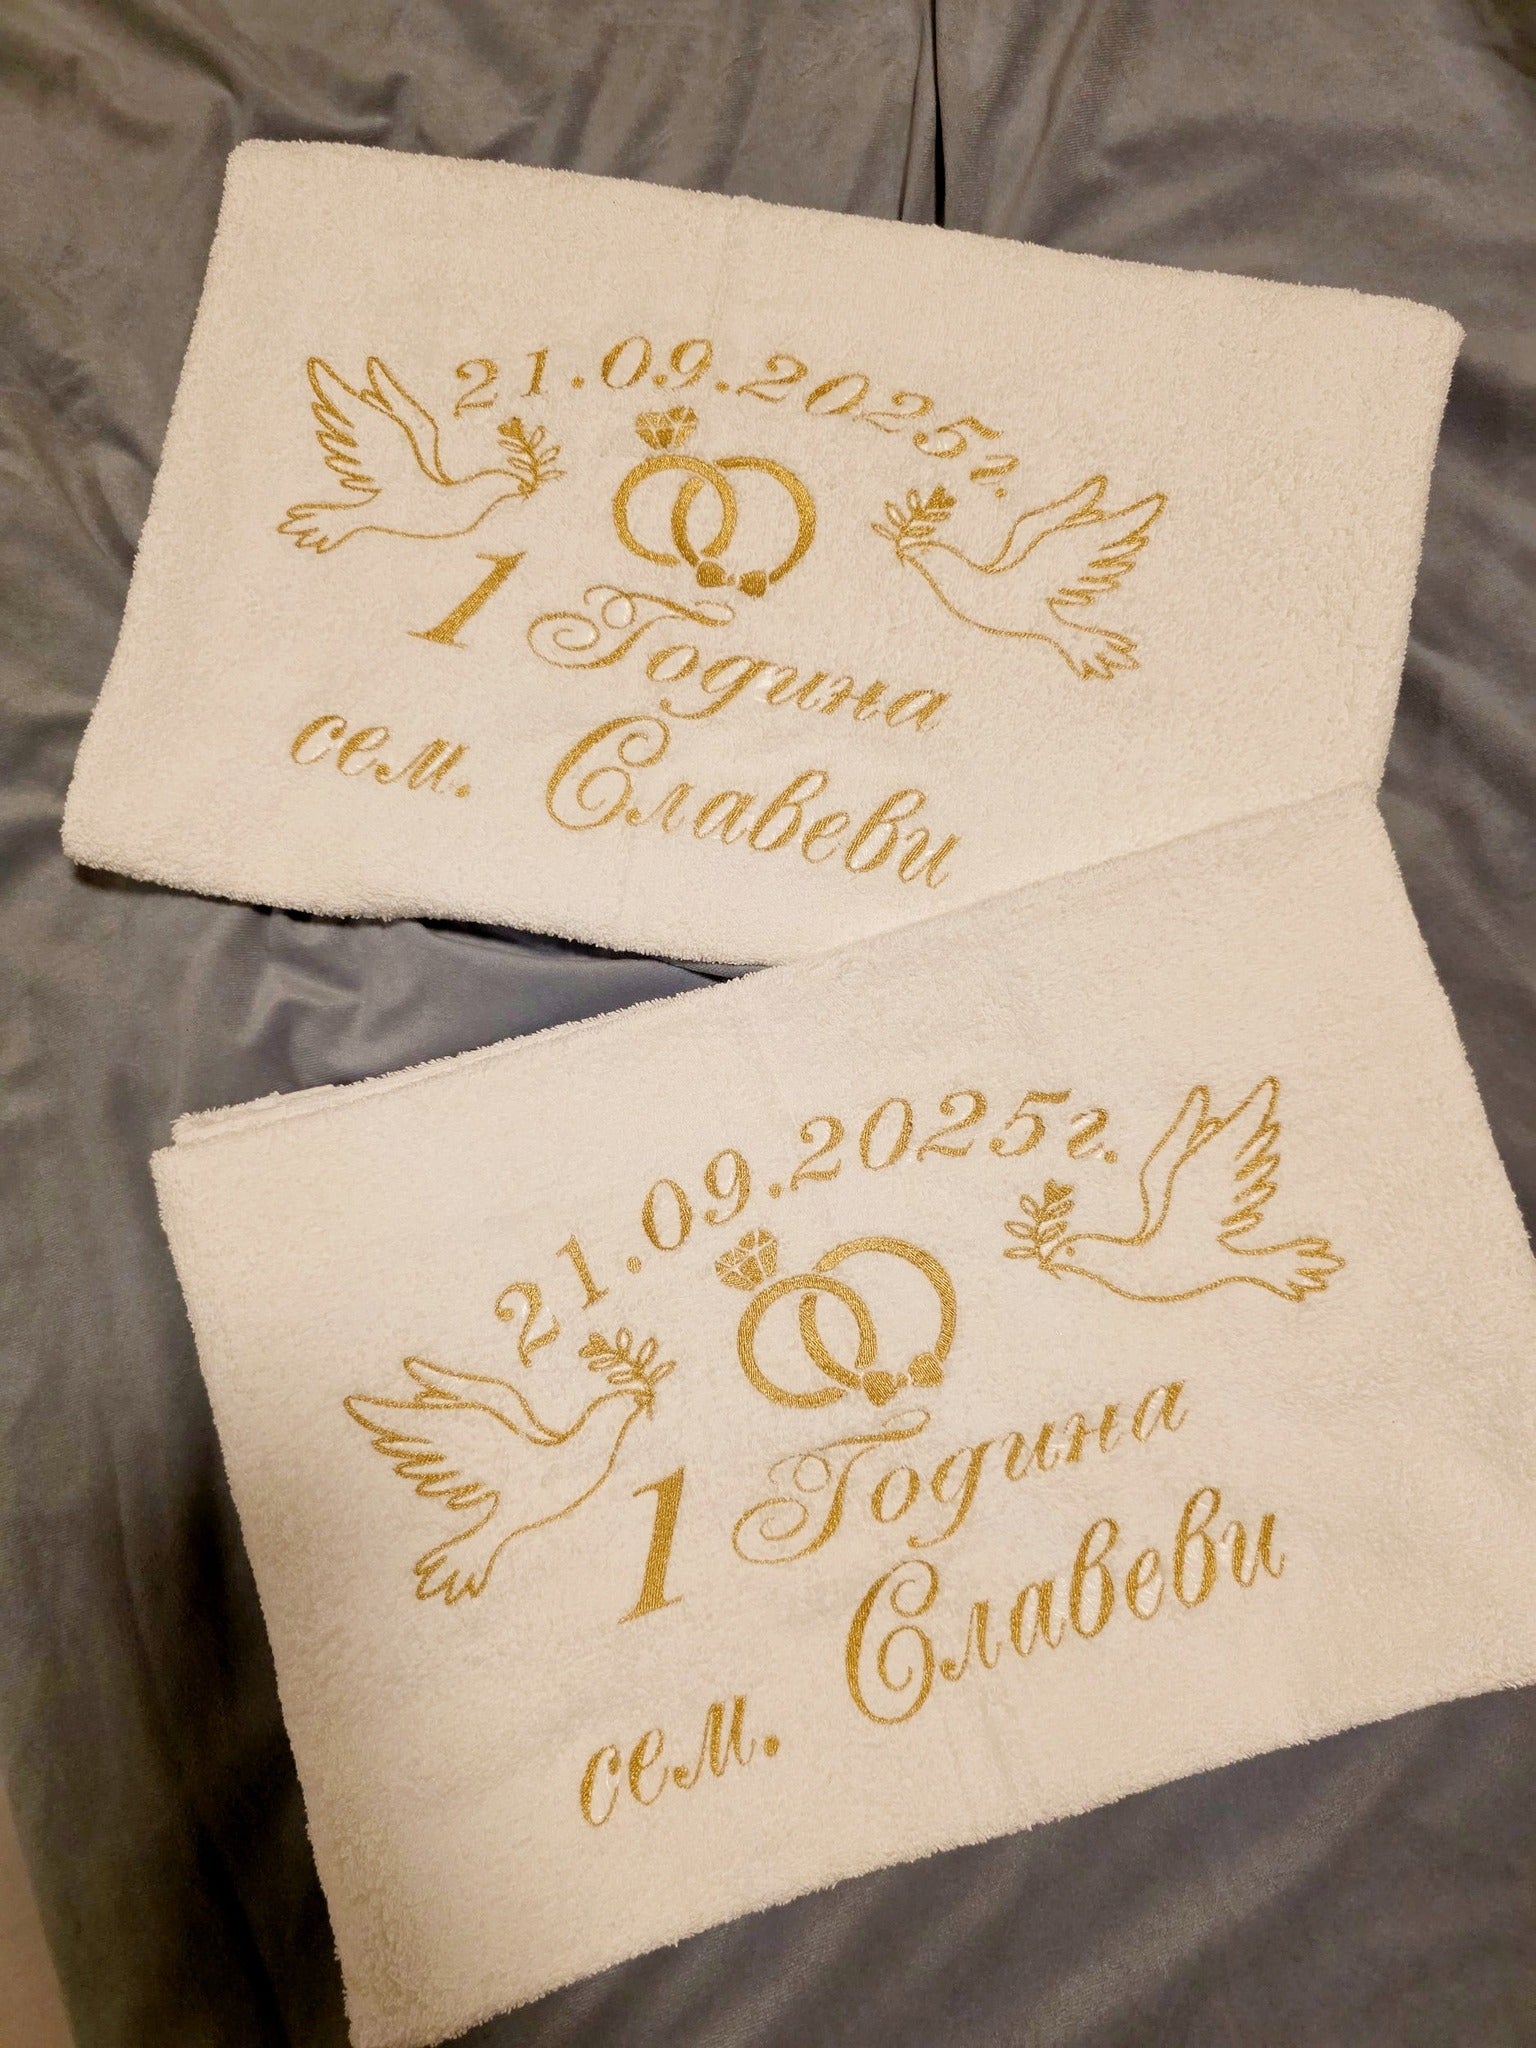 21.09.2025г.
1 Година
сем. Славеви
21.09.2025г.
1 Година
сем. Славеви